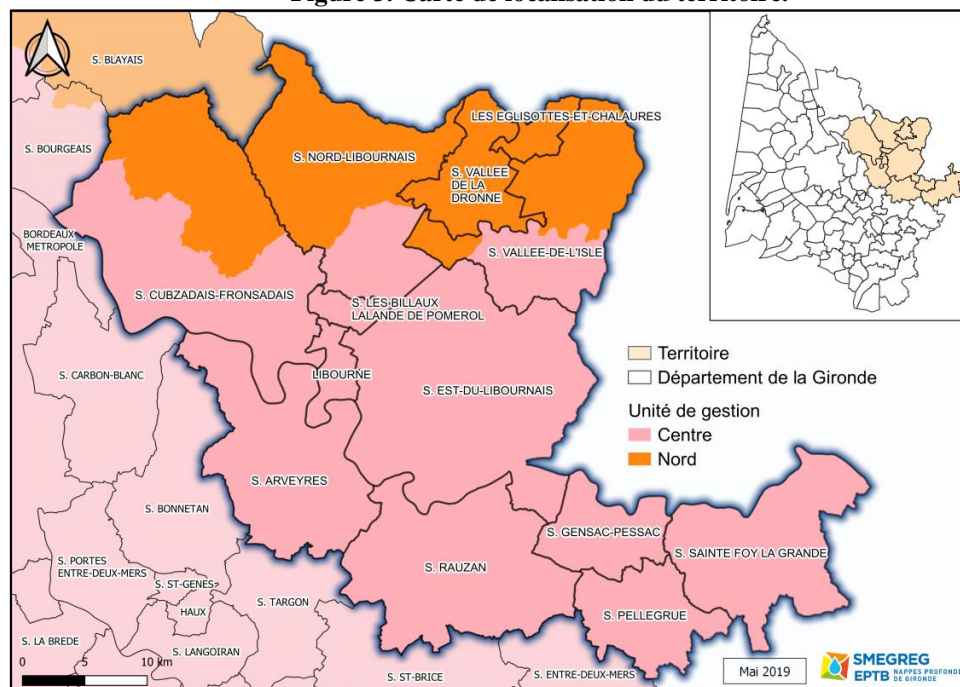 Figure 3: Carte de localisation du territoire.
S. BLAYAIS
S. BOURGEAIS
LES EGLISOTTES-ET-CHALAURES
S. NORD-LIBOURNAIS
S. VALLEE
DE LA
DRONNE
BORDEAUX
METROPOLE
S. VALLEE-DE-L'ISLE
S. CUBZADAIS-FRONSADAIS
S. LES BILLAUX
LALANDE DE POMEROL
S. CARBON-BLANC
LIBOURNE
S. EST-DU-LIBOURNAIS
Territoire
Département de la Gironde
Unité de gestion
Centre
Nord
S. ARVEYRES
S. BONNETAN
S. GENSAC-PESSAC
S. SAINTE FOY LA GRANDE
S. PORTES
ENTRE-DEUX-MERS
S. RAUZAN
S. ST-GENES
HAUX
S. TARGON
S. PELLEGRUE
S. LA BREDE
S. LANGOIRAN
0 5 10 km
S. ST-BRICE
S. ENTRE-DEUX-MERS
Mai 2019
SMEGREG
EPTB NAPPES PROFONDES
DE GIRONDE